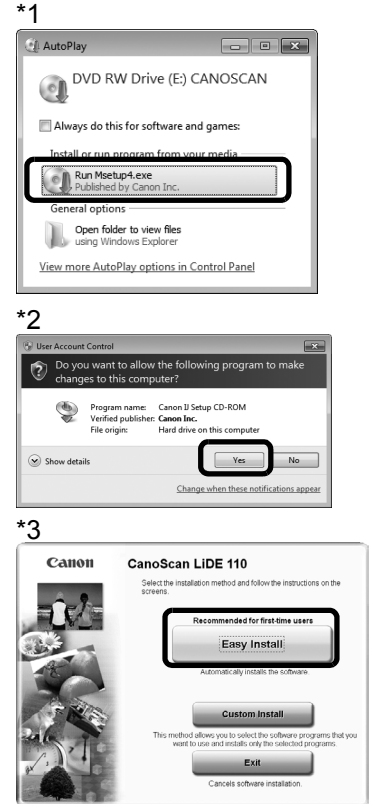 *1
AutoPlay
DVD RW Drive (E:) CANOSCAN
Always do this for software and games:
Install or run program from your media
Run Msetup4.exe
Published by Canon Inc.
General options
Open folder to view files
using Windows Explorer
View more AutoPlay options in Control Panel
*2
User Account Control
Do you want to allow the following program to make
changes to this computer?
Program name: Canon IJ Setup CD-ROM
Verified publisher: Canon Inc.
File origin: Hard drive on this computer
Show details
Yes No
Change when these notifications appear
*3
Canon
CanoScan LiDE 110
Select the installation method and follow the instructions on the
screens.
Recommended for first-time users
Easy Install
Automatically installs the software.
Custom Install
This method allows you to select the software programs that you
want to use and installs only the selected programs.
Exit
Cancels software installation.